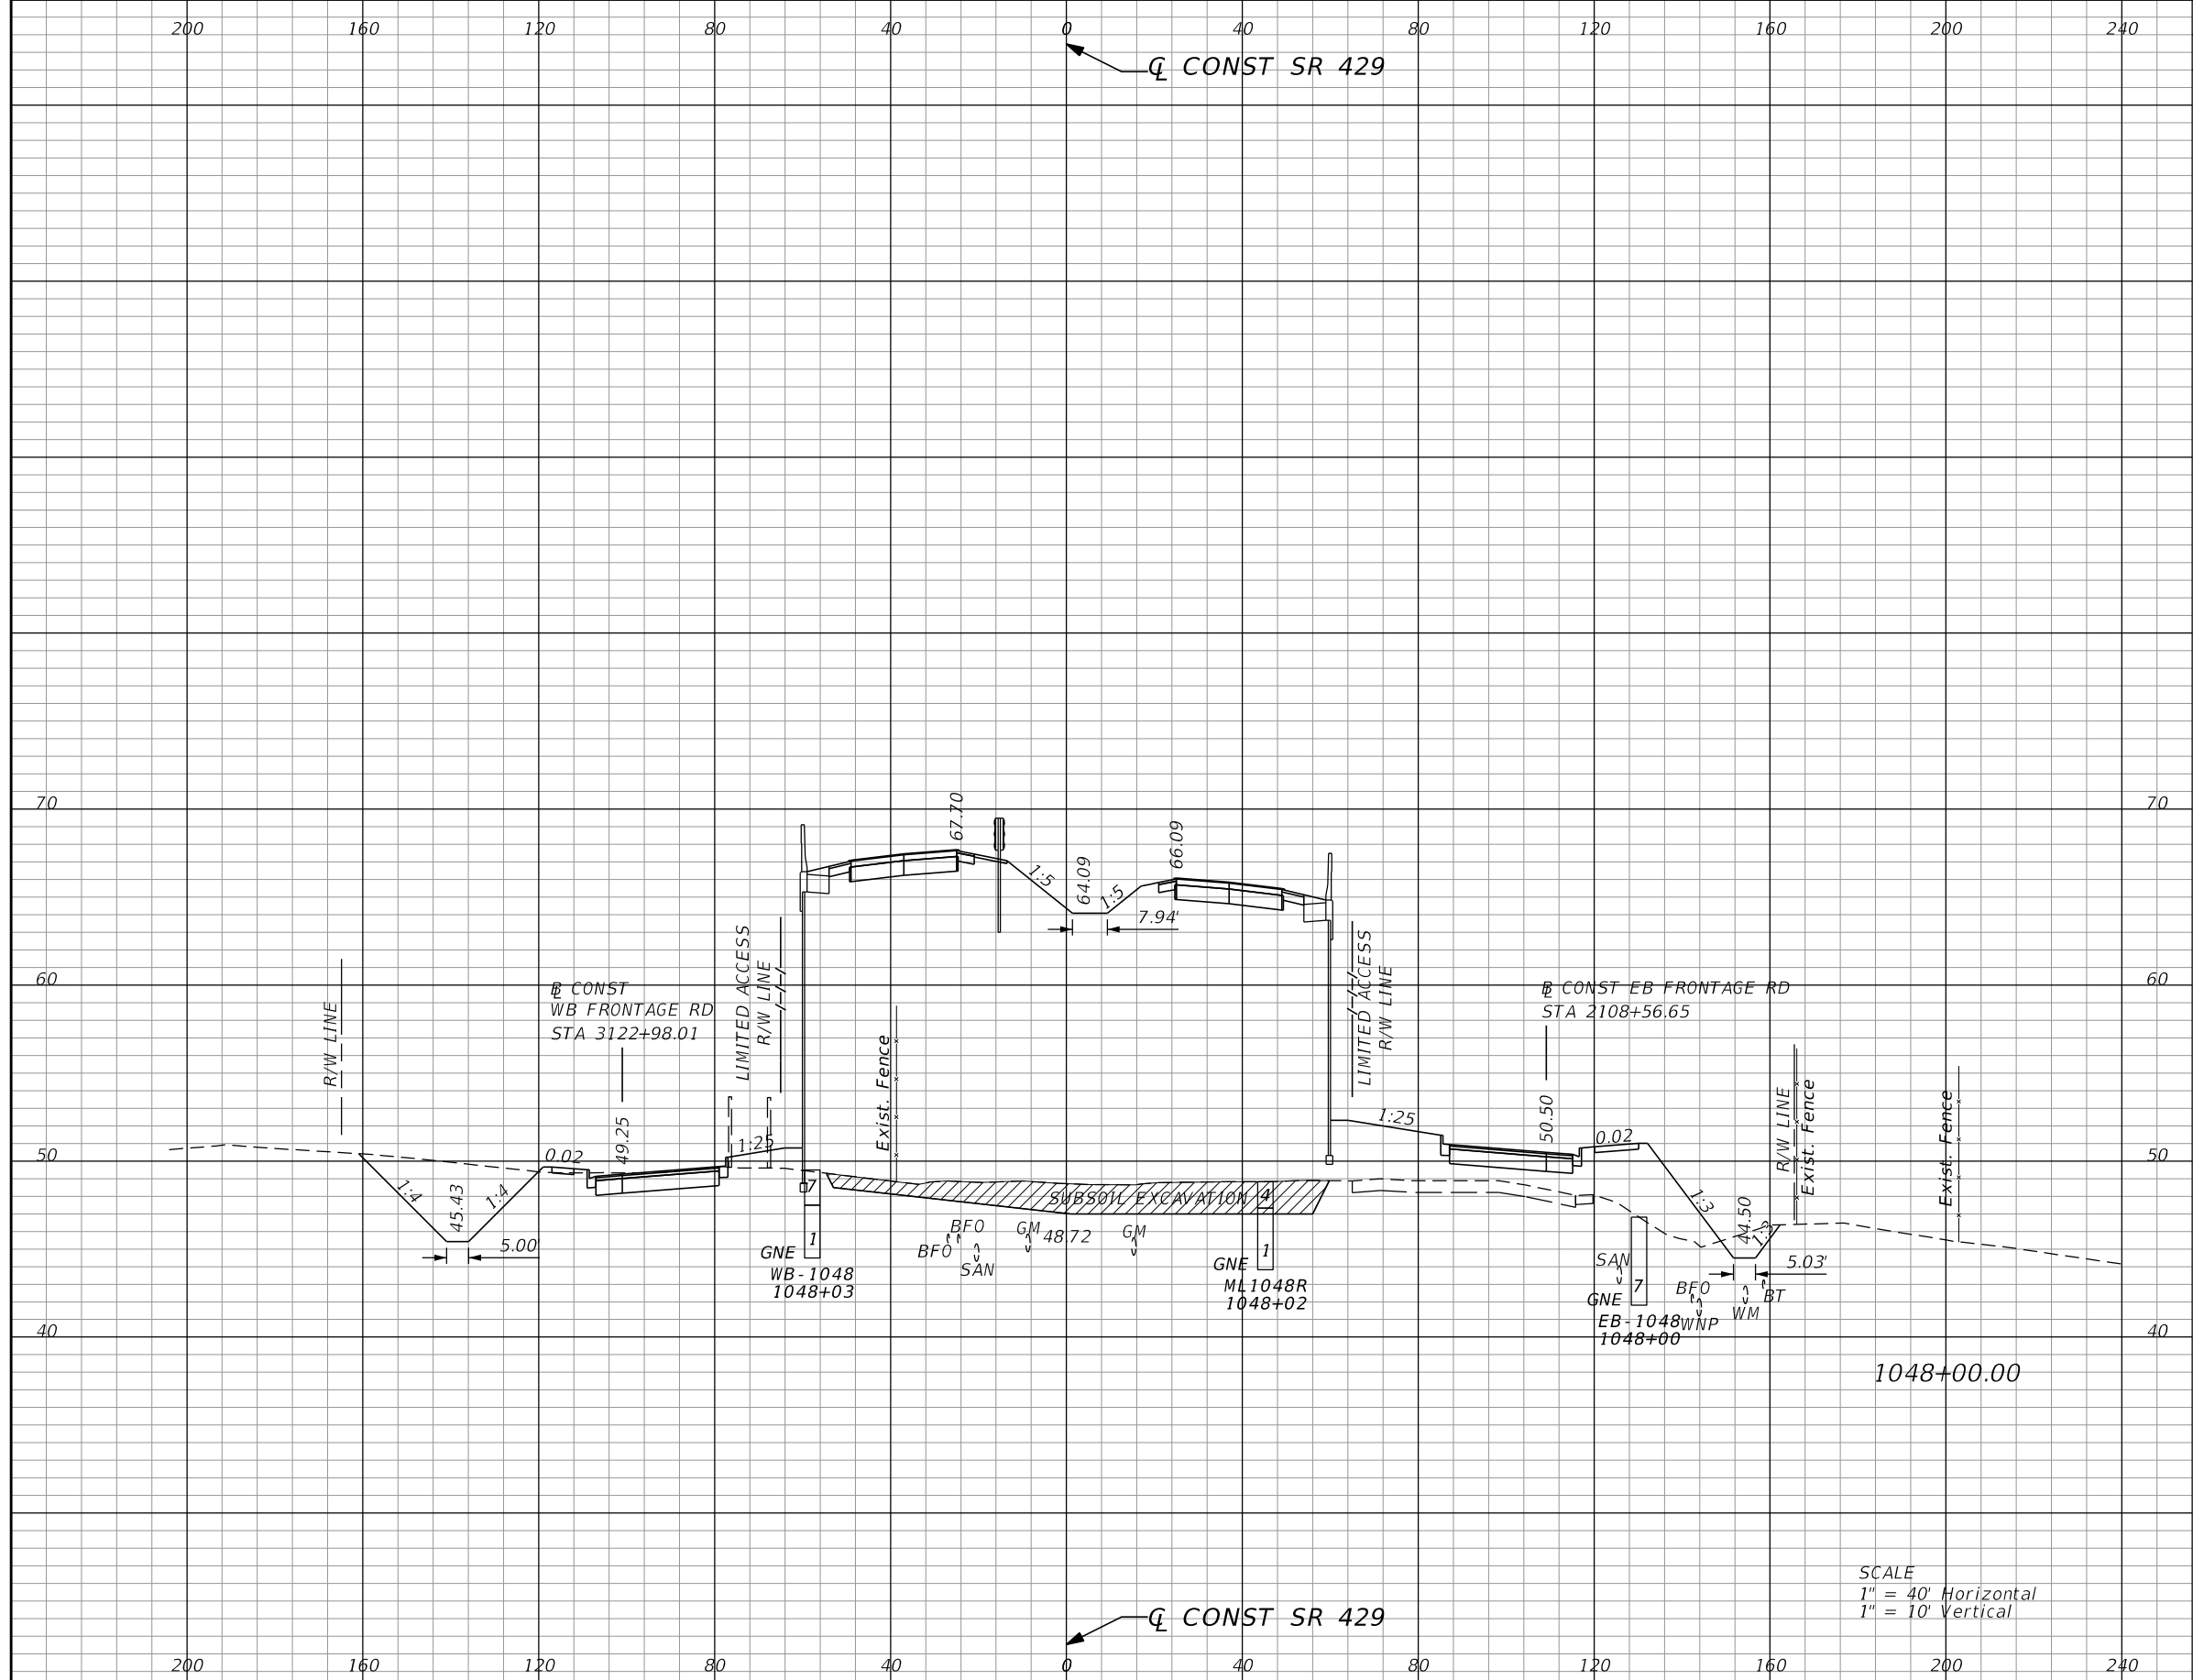 200 160 120 80 40 0 40 80 120 160 200 240
℄ CONST SR 429
70 70
67.70
66.09
1:5
64.09
1:5
7.94'
60 60
LIMITED ACCESS
R/W LINE
LIMITED ACCESS
R/W LINE
R/W LINE
B̲L CONST
WB FRONTAGE RD
STA 3122+98.01
B̲L CONST EB FRONTAGE RD
STA 2108+56.65
Exist. Fence
R/W LINE
Exist. Fence
Exist. Fence
49.25
50.50
1:25
1:25
50 50
0.02
0.02
1:4
45.43
1:4
5.00'
7
SUBSOIL EXCAVATION
4
1:3
44.50
1:3
5.03'
1
GNE
WB-1048
1048+03
BFO
BFO
SAN
GM
48.72
GM
1
GNE
ML1048R
1048+02
SAN
7
GNE
EB-1048
1048+00
BFO
WNP
WM
BT
40 40
1048+00.00
SCALE
1" = 40' Horizontal
1" = 10' Vertical
℄ CONST SR 429
200 160 120 80 40 0 40 80 120 160 200 240